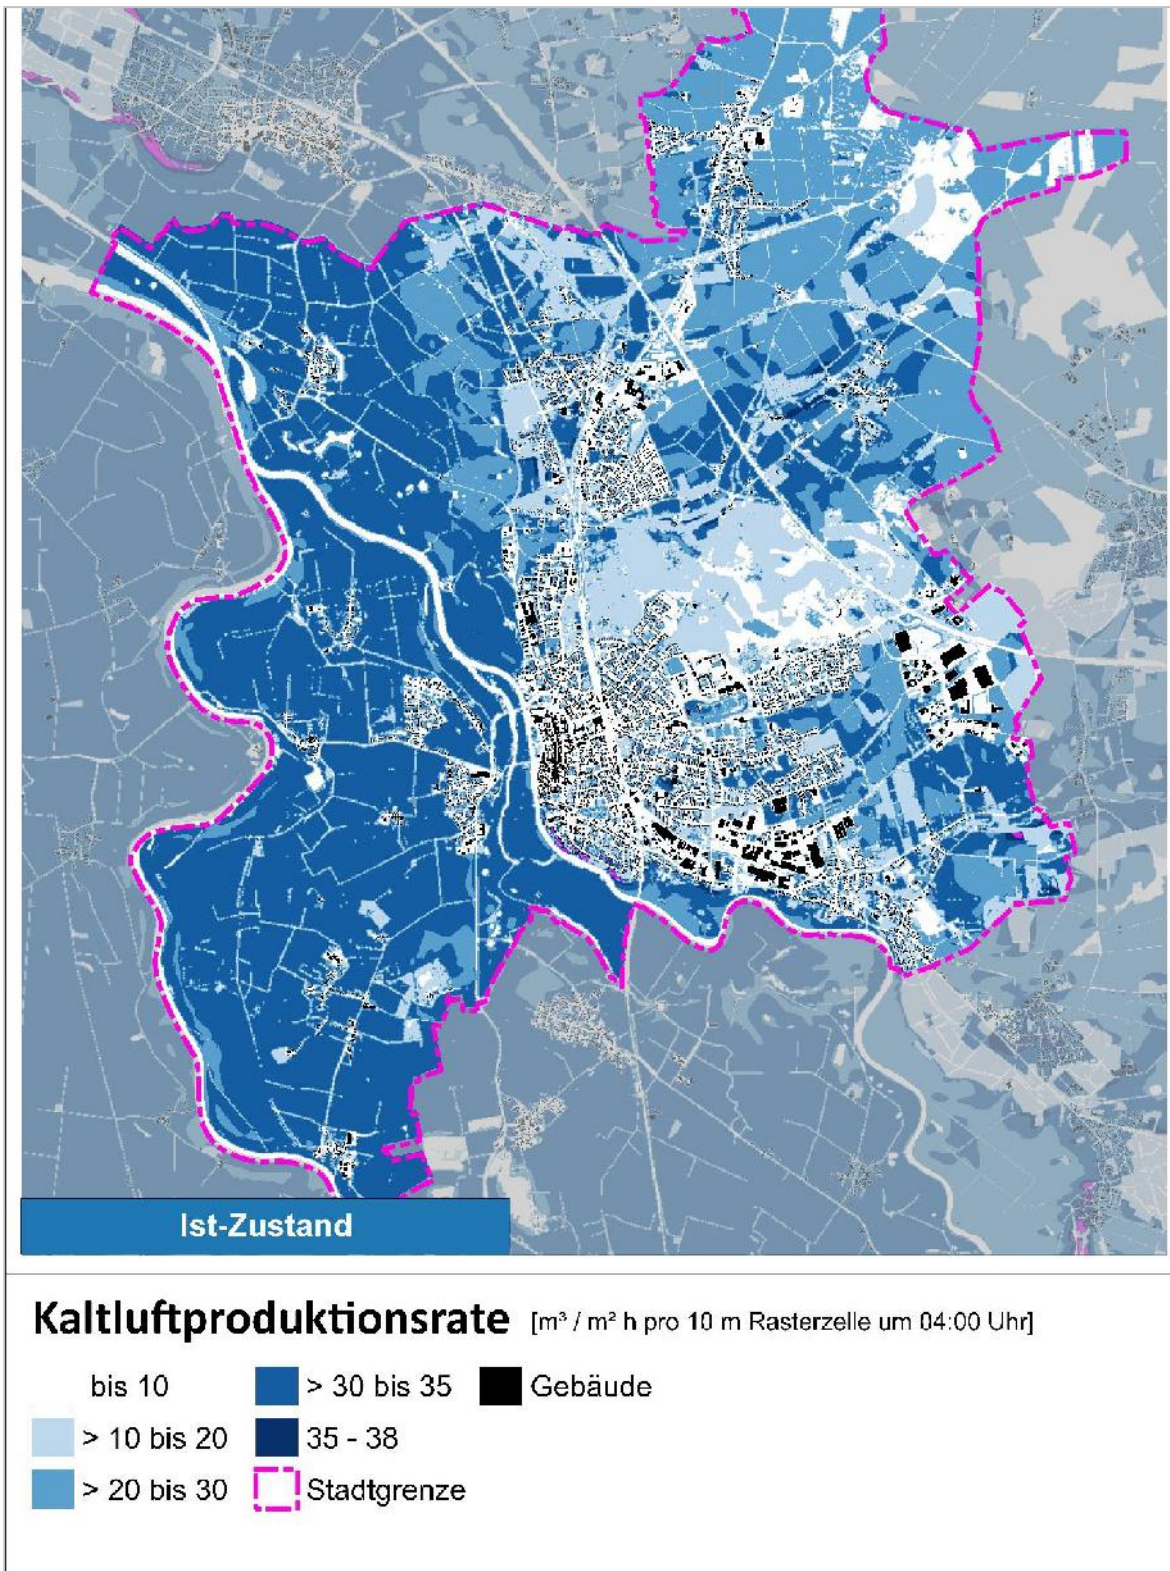 Ist-Zustand
Kaltluftproduktionsrate [m³ / m² h pro 10 m Rasterzelle um 04:00 Uhr]
bis 10
> 10 bis 20
> 20 bis 30
> 30 bis 35
35 - 38
Stadtgrenze
Gebäude